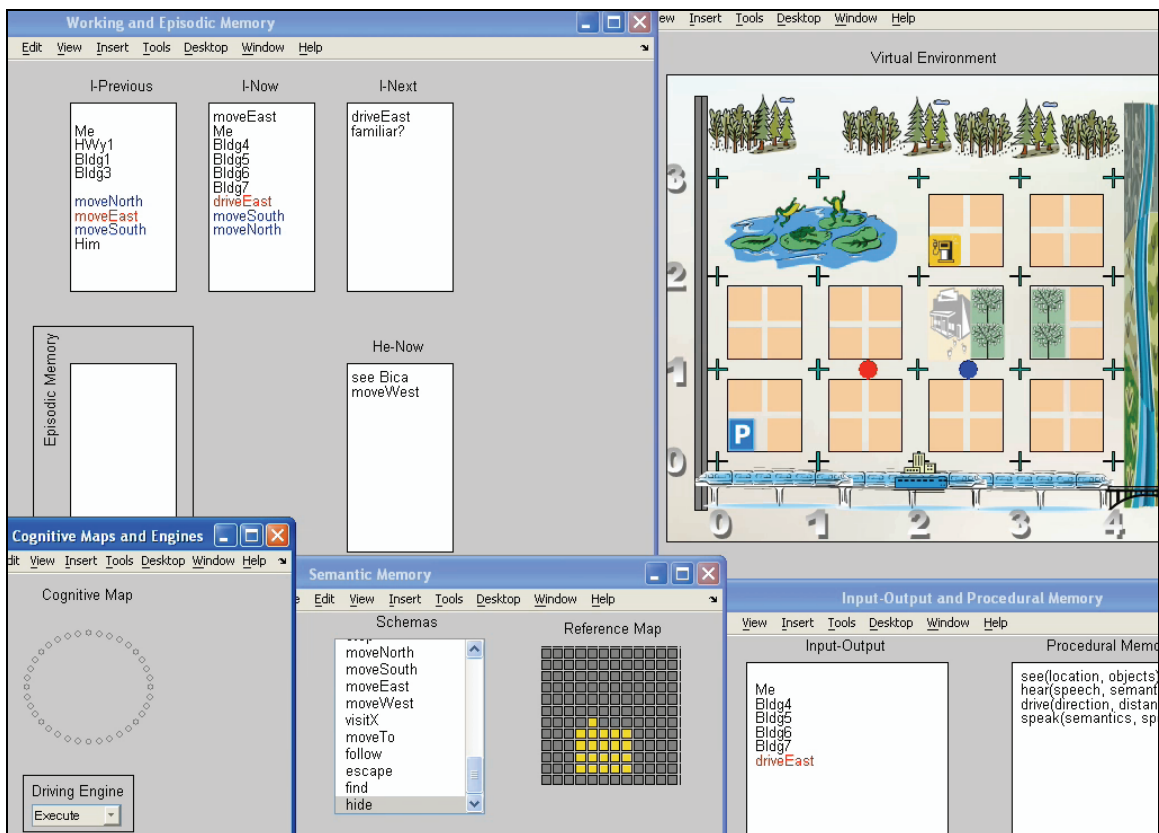 Working and Episodic Memory
Edit View Insert Tools Desktop Window Help
I-Previous
Me
HWy1
Bldg1
Bldg3
moveNorth
moveEast
moveSouth
Him
I-Now
moveEast
Me
Bldg4
Bldg5
Bldg6
Bldg7
driveEast
moveSouth
moveNorth
I-Next
driveEast
familiar?
Episodic Memory
He-Now
see Bica
moveWest
ew Insert Tools Desktop Window Help
Virtual Environment
3
2
1
0
P
0 1 2 3 4
Cognitive Maps and Engines
dit View Insert Tools Desktop Window Help
Cognitive Map
Driving Engine
Execute
Semantic Memory
e Edit View Insert Tools Desktop Window Help
Schemas
moveNorth
moveSouth
moveEast
moveWest
visitX
moveTo
follow
escape
find
hide
Reference Map
Input-Output and Procedural Memory
View Insert Tools Desktop Window Help
Input-Output
Me
Bldg4
Bldg5
Bldg6
Bldg7
driveEast
Procedural Memo
see(location, objects)
hear(speech, semant
drive(direction, distan
speak(semantics, sp